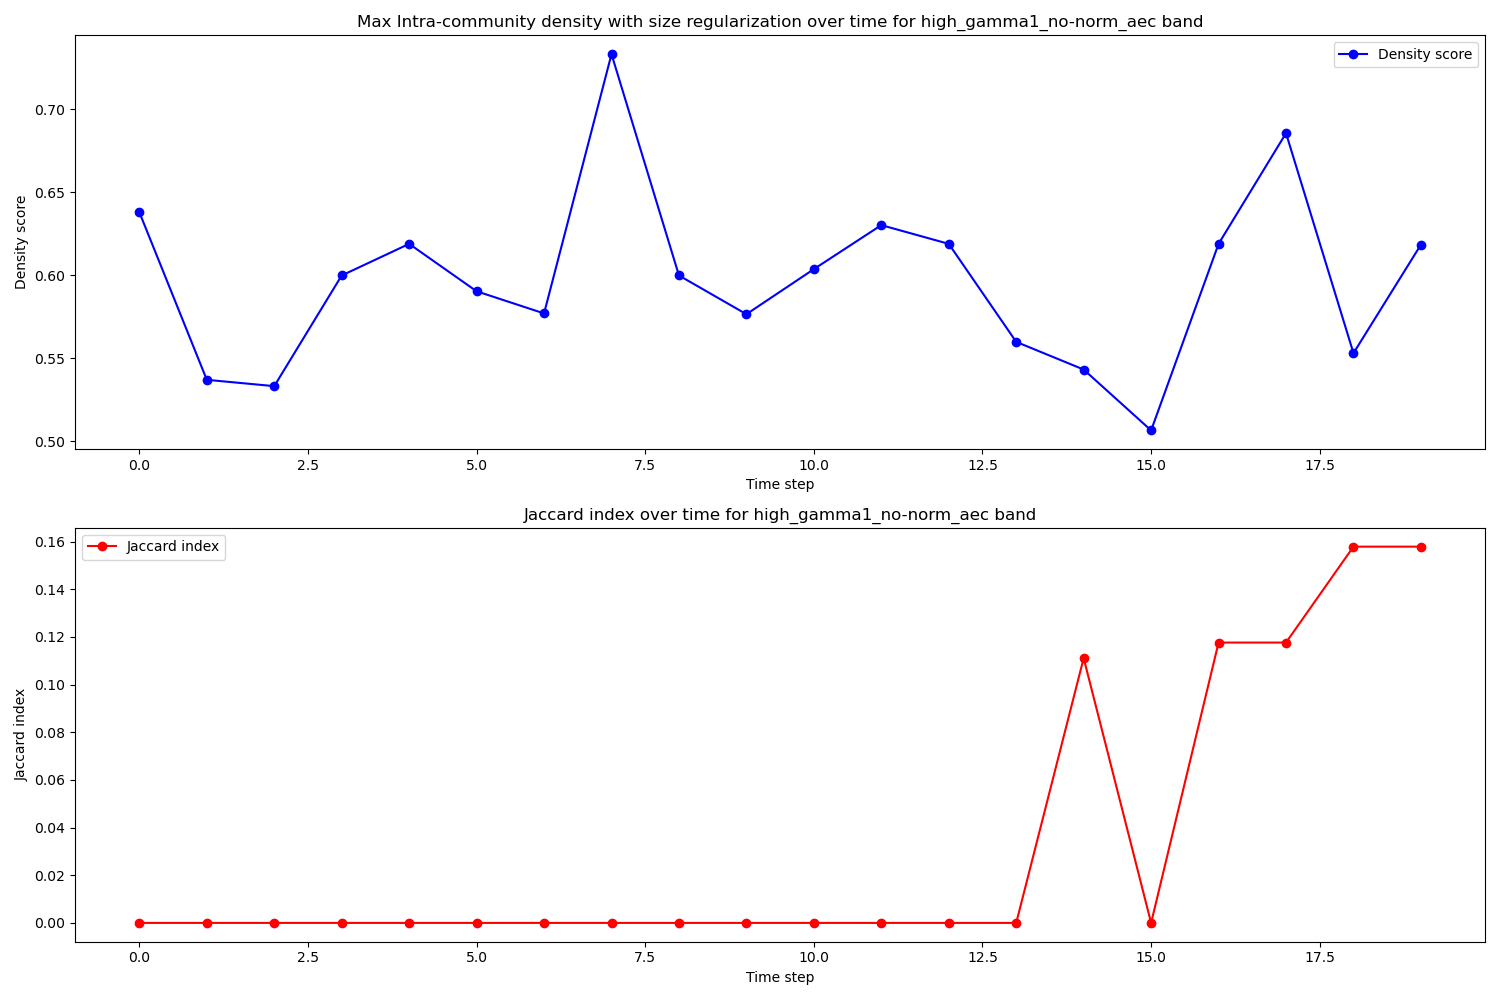 Max Intra-community density with size regularization over time for high_gamma1_no-norm_aec band
Density score
Density score
0.70
0.65
0.60
0.55
0.50
0.0 2.5 5.0 7.5 10.0 12.5 15.0 17.5
Time step
Jaccard index over time for high_gamma1_no-norm_aec band
Jaccard index
Jaccard index
0.16
0.14
0.12
0.10
0.08
0.06
0.04
0.02
0.00
0.0 2.5 5.0 7.5 10.0 12.5 15.0 17.5
Time step